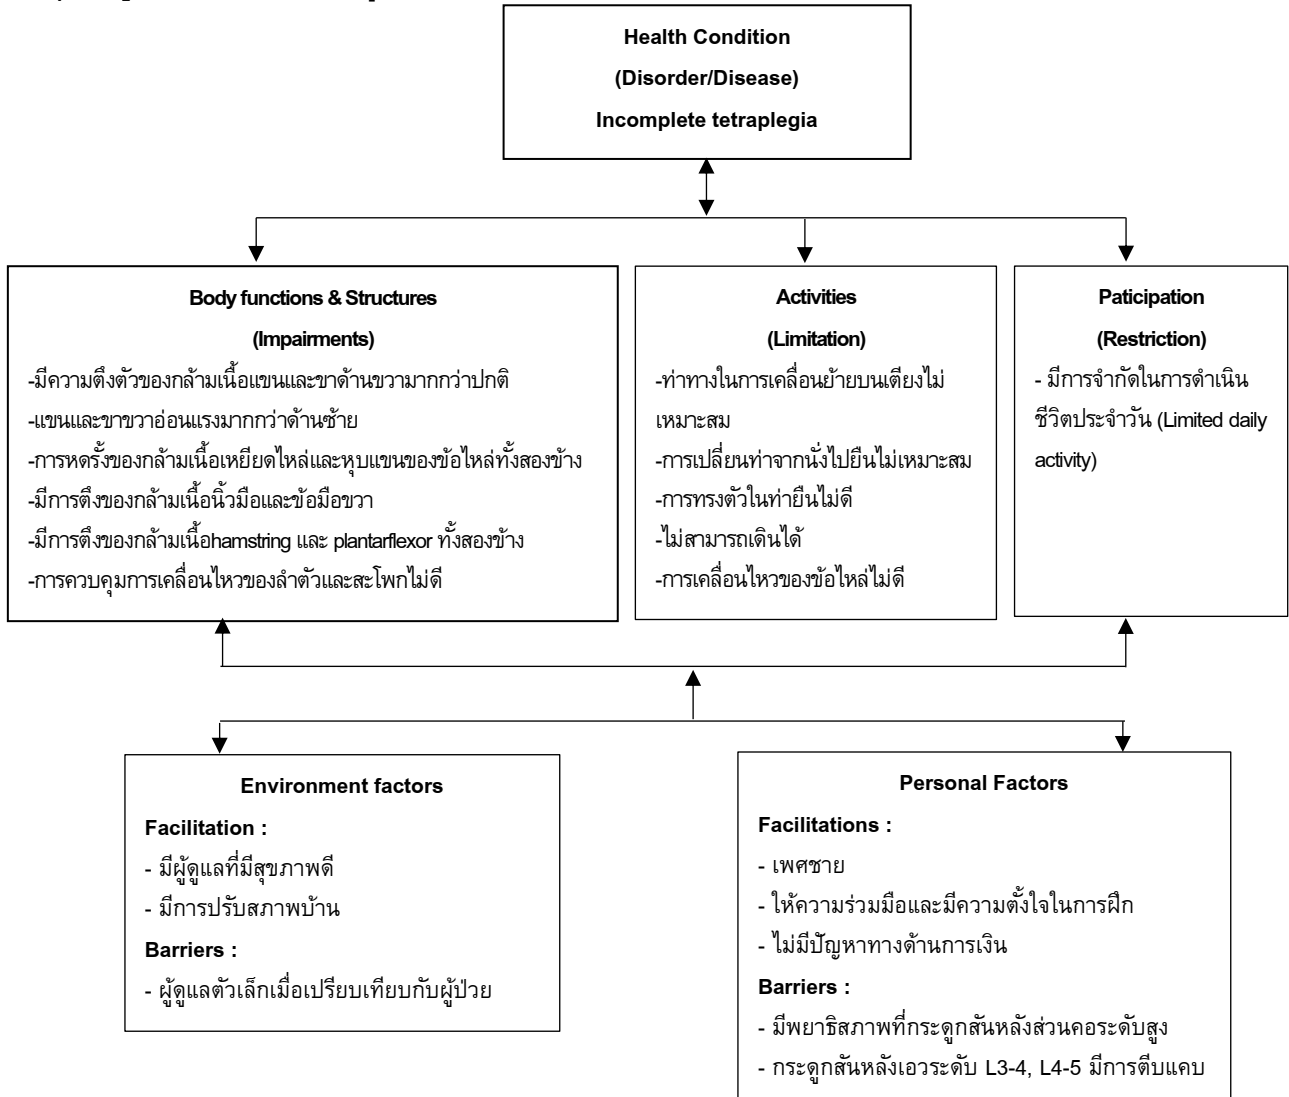 Health Condition
(Disorder/Disease)
Incomplete tetraplegia
Body functions & Structures
(Impairments)
-มีความตึงตัวของกล้ามเนื้อแขนและขาด้านขวามากกว่าปกติ
-แขนและขาขวาอ่อนแรงมากกว่าด้านซ้าย
-การหดรั้งของกล้ามเนื้อเหยียดไหล่และหุบแขนของข้อไหล่ทั้งสองข้าง
-มีการตึงของกล้ามเนื้อนิ้วมือและข้อมือขวา
-มีการตึงของกล้ามเนื้อhamstring และ plantarflexor ทั้งสองข้าง
-การควบคุมการเคลื่อนไหวของลำตัวและสะโพกไม่ดี
Activities
(Limitation)
-ท่าทางในการเคลื่อนย้ายบนเตียงไม่
เหมาะสม
-การเปลี่ยนท่าจากนั่งไปยืนไม่เหมาะสม
-การทรงตัวในท่ายืนไม่ดี
-ไม่สามารถเดินได้
-การเคลื่อนไหวของข้อไหล่ไม่ดี
Paticipation
(Restriction)
- มีการจำกัดในการดำเนิน
ชีวิตประจำวัน (Limited daily
activity)
Environment factors
Facilitation :
- มีผู้ดูแลที่มีสุขภาพดี
- มีการปรับสภาพบ้าน
Barriers :
- ผู้ดูแลตัวเล็กเมื่อเปรียบเทียบกับผู้ป่วย
Personal Factors
Facilitations :
- เพศชาย
- ให้ความร่วมมือและมีความตั้งใจในการฝึก
- ไม่มีปัญหาทางด้านการเงิน
Barriers :
- มีพยาธิสภาพที่กระดูกสันหลังส่วนคอระดับสูง
- กระดูกสันหลังเอวระดับ L3-4, L4-5 มีการตีบแคบ